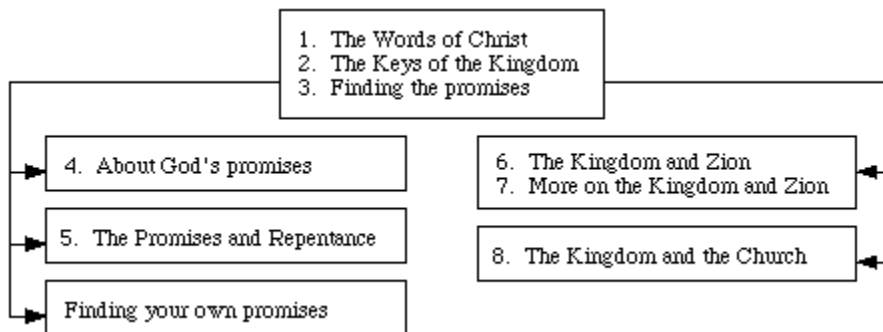 1. The Words of Christ
2. The Keys of the Kingdom
3. Finding the promises
4. About God's promises
5. The Promises and Repentance
Finding your own promises
6. The Kingdom and Zion
7. More on the Kingdom and Zion
8. The Kingdom and the Church